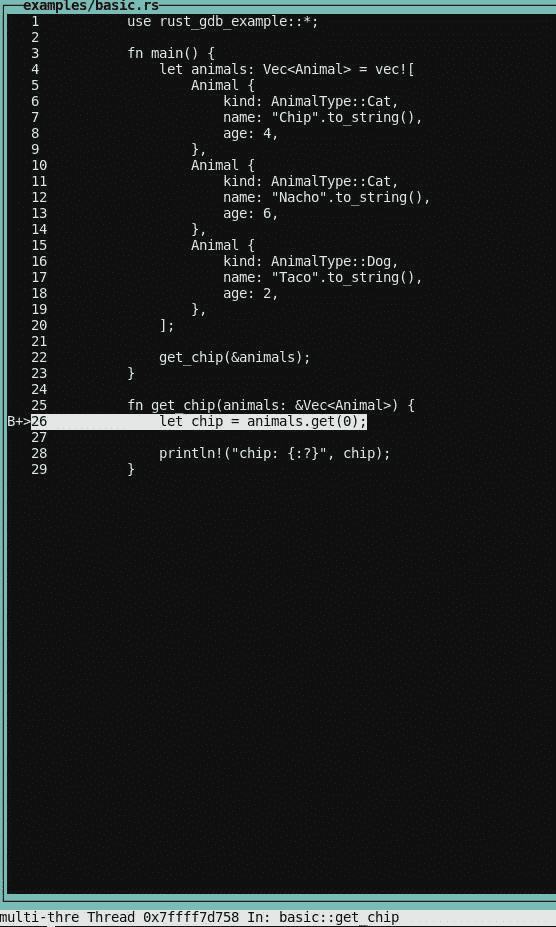 examples/basic.rs
1 use rust_gdb_example::*;
2
3 fn main() {
4 let animals: Vec<Animal> = vec![
5 Animal {
6 kind: AnimalType::Cat,
7 name: "Chip".to_string(),
8 age: 4,
9 },
10 Animal {
11 kind: AnimalType::Cat,
12 name: "Nacho".to_string(),
13 age: 6,
14 },
15 Animal {
16 kind: AnimalType::Dog,
17 name: "Taco".to_string(),
18 age: 2,
19 },
20 ];
21
22 get_chip(&animals);
23 }
24
25 fn get_chip(animals: &Vec<Animal>) {
B+>26 let chip = animals.get(0);
27
28 println!("chip: {:?}", chip);
29 }
multi-thre Thread 0x7ffff7d758 In: basic::get_chip